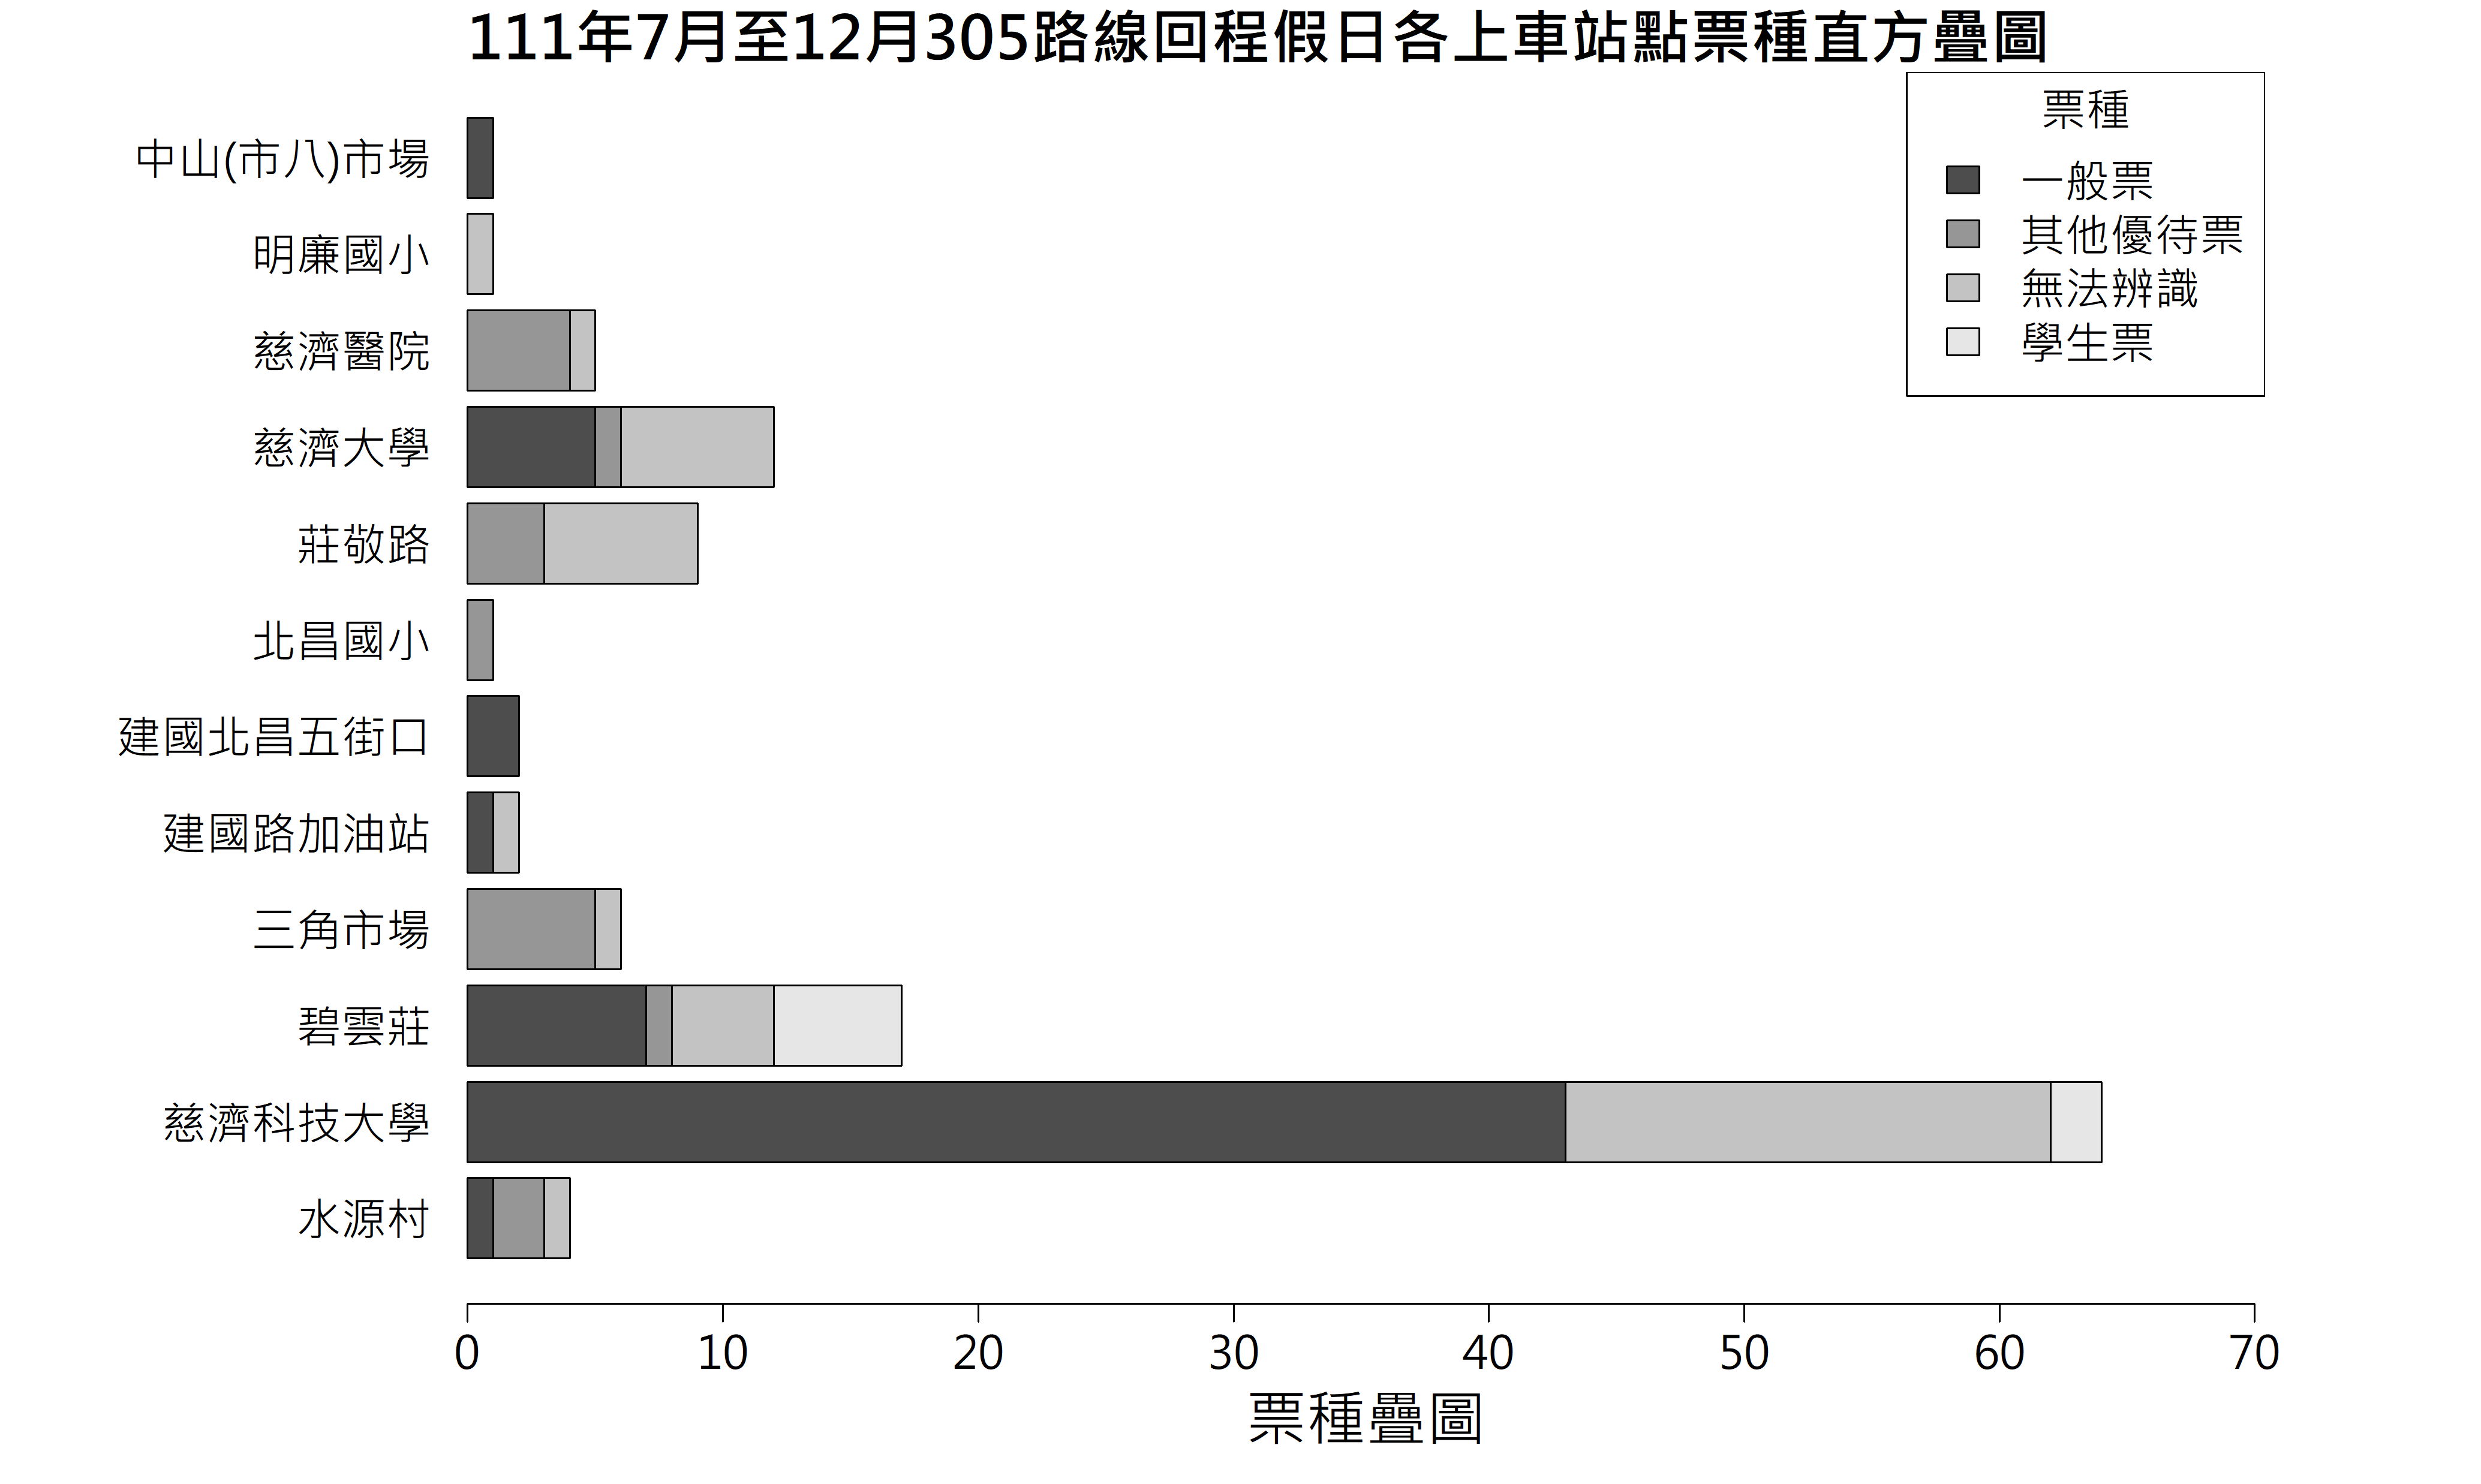 111年7月至12月305路線回程假日各上車站點票種直方疊圖
票種
一般票
其他優待票
無法辨識
學生票
中山(市八)市場
明廉國小
慈濟醫院
慈濟大學
莊敬路
北昌國小
建國北昌五街口
建國路加油站
三角市場
碧雲莊
慈濟科技大學
水源村
0 10 20 30 40 50 60 70
票種疊圖